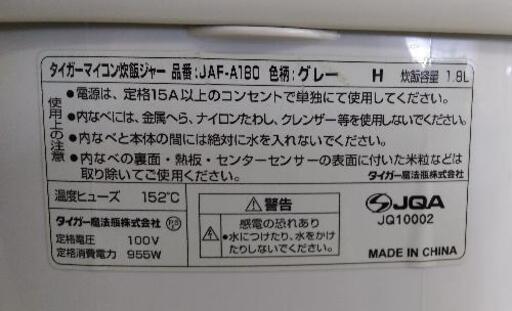 タイガーマイコン炊飯ジャー 品番:JAF-A180 色柄:グレー H 炊飯容量 1.8L
使用上の注意
●電源は、定格15A以上のコンセントで単独にて使用してください。
●内なべには、金属へら、ナイロンたわし、クレンザー等を使用しないでください。
●内なべと本体の間には絶対に水を入れないでください。
●内なべの裏面・熱板・センターセンサーの表面に付いた米粒などは
取り除いてご使用ください。
タイガー魔法瓶株式会社
温度ヒューズ 152℃
タイガー魔法瓶株式会社 PSE
定格電圧 100V
定格消費電力 955W
⚠警告
感電の恐れあり
●水につけたり、水をかけ
たりしないでください。
JQA
JQ10002
MADE IN CHINA